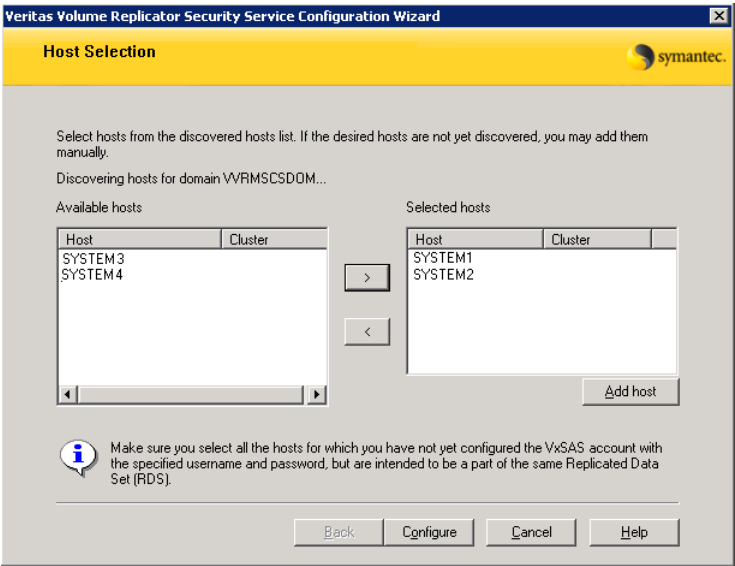 Veritas Volume Replicator Security Service Configuration Wizard
Host Selection
symantec.
Select hosts from the discovered hosts list. If the desired hosts are not yet discovered, you may add them
manually.
Discovering hosts for domain VVRMSCSDOM...
Available hosts
Selected hosts
Host Cluster
SYSTEM3
SYSTEM4
>
<
Host Cluster
SYSTEM1
SYSTEM2
Add host
Make sure you select all the hosts for which you have not yet configured the VxSAS account with
the specified username and password, but are intended to be a part of the same Replicated Data
Set (RDS).
Back Configure Cancel Help